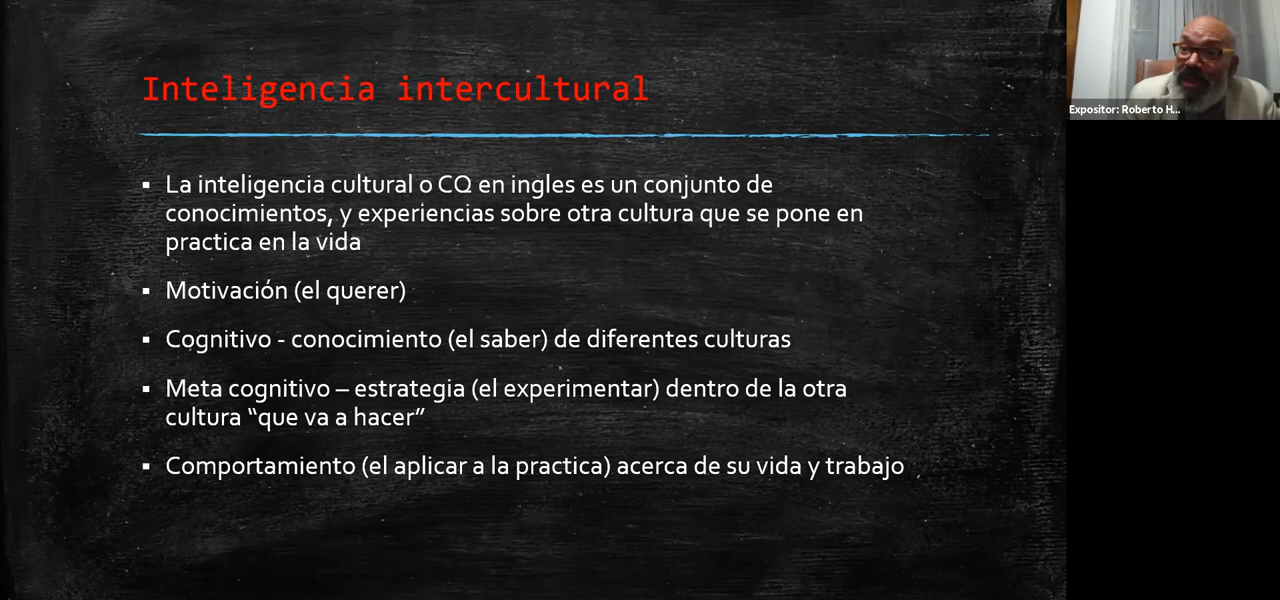 Inteligencia intercultural
La inteligencia cultural o CQ en ingles es un conjunto de
conocimientos, y experiencias sobre otra cultura que se pone en
practica en la vida
Motivación (el querer)
Cognitivo - conocimiento (el saber) de diferentes culturas
Meta cognitivo – estrategia (el experimentar) dentro de la otra
cultura “que va a hacer”
Comportamiento (el aplicar a la practica) acerca de su vida y trabajo
Expositor: Roberto H...